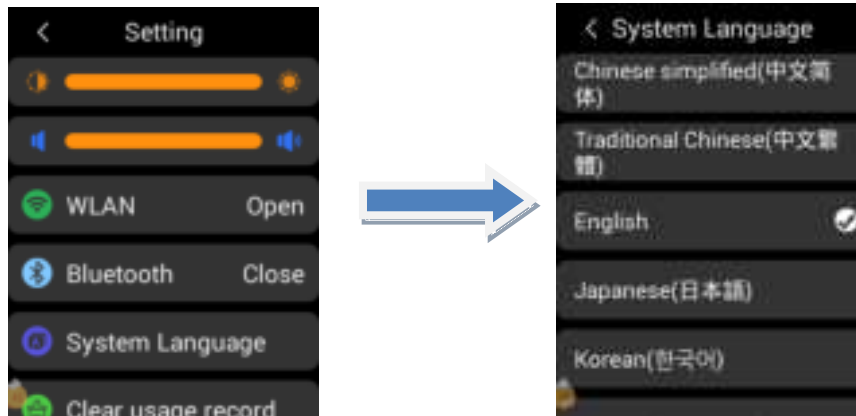 Setting
WLAN Open
Bluetooth Close
System Language
Clear usage record
System Language
Chinese simplified(中文简
体)
Traditional Chinese(中文繁
體)
English
Japanese(日本語)
Korean(한국어)